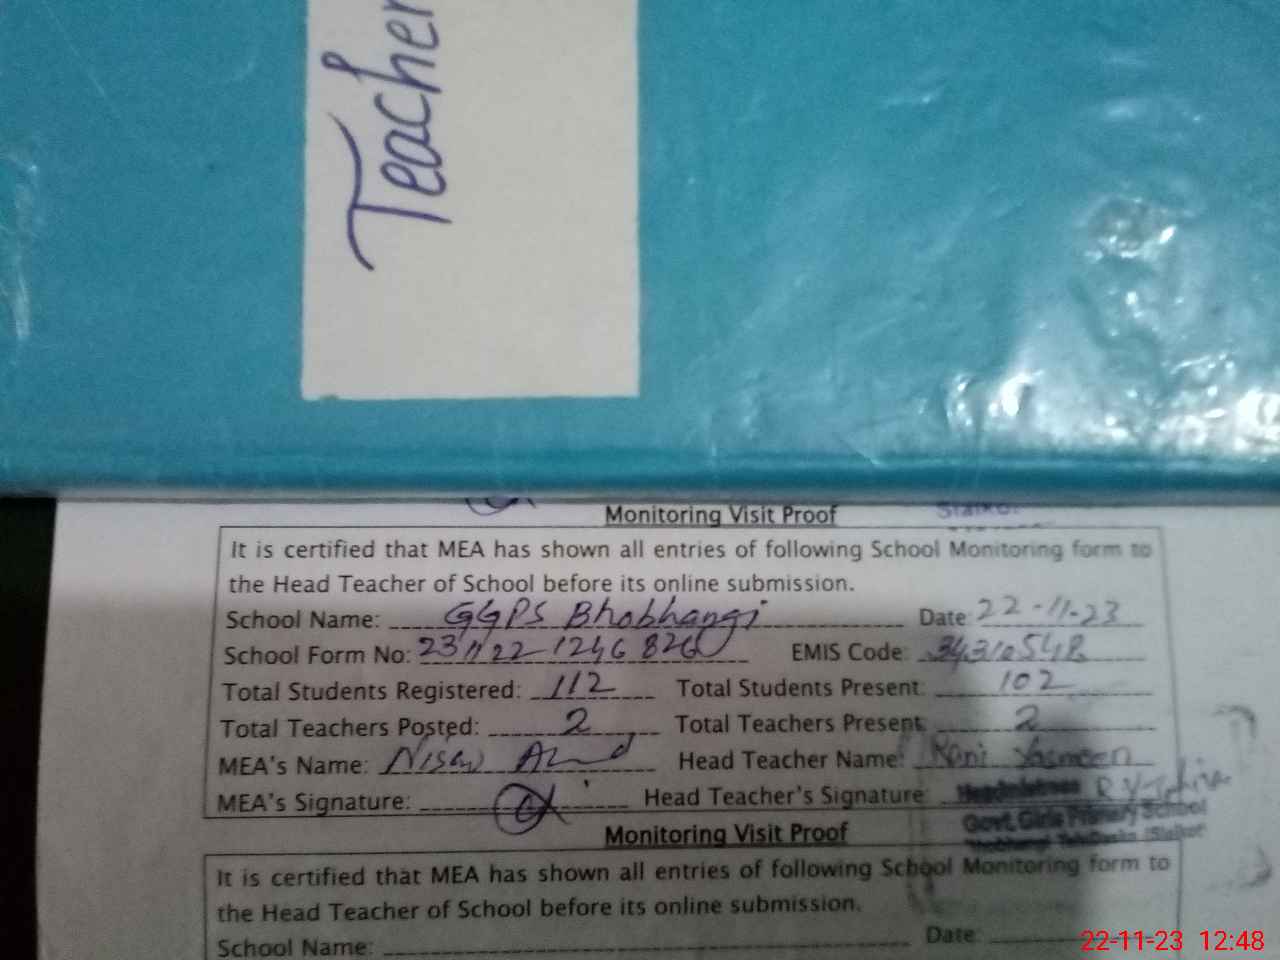 Teacher
Monitoring Visit Proof
It is certified that MEA has shown all entries of following School Monitoring form to
the Head Teacher of School before its online submission.
School Name: GGPS Bhobhangi Date: 22-11-23
School Form No: EMIS Code: 34310548
Total Students Registered: 112 Total Students Present: 102
Total Teachers Posted: 2 Total Teachers Present: 2
MEA's Name: Head Teacher Name: Rani Yasmeen
MEA's Signature: Head Teacher's Signature:
Headmistress
Govt. Girls Primary School
Monitoring Visit Proof
It is certified that MEA has shown all entries of following School Monitoring form to
the Head Teacher of School before its online submission.
School Name: Date:
22-11-23 12:48